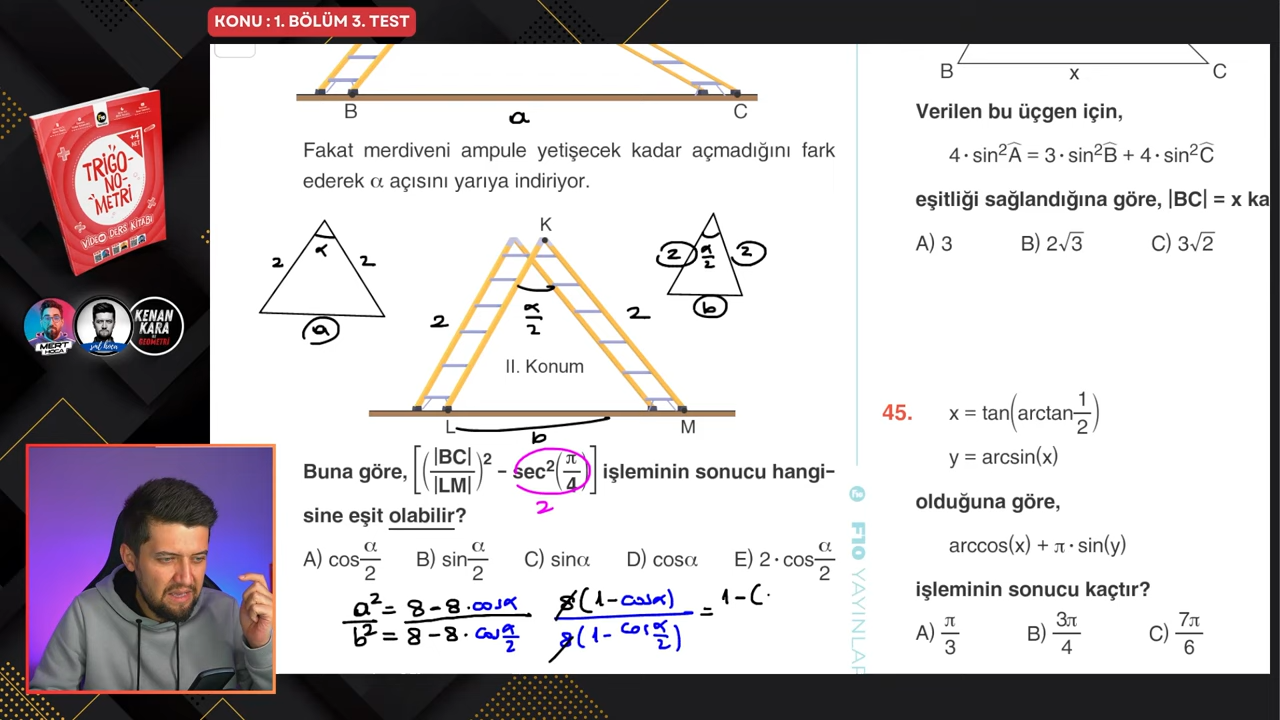 KONU : 1. BÖLÜM 3. TEST
+4 NET
TRİGO-
NO-
METRİ
VİDEO DERS KİTABI
MERT HOCA
KENAN KARA
GEOMETRİ
B
a
C
Fakat merdiveni ampule yetişecek kadar açmadığını fark
ederek α açısını yarıya indiriyor.
2 α 2
a
K
2 α/2 2
II. Konum
L b M
2 α/2 2
b
Buna göre, [(|BC|/|LM|)² - sec²(π/4)] işleminin sonucu hangi-
2
sine eşit olabilir?
A) cos α/2 B) sin α/2 C) sinα D) cosα E) 2·cos α/2
a² = 8-8·cosα 8(1-cosα) = 1-(·
b² = 8-8·cos α/2 8(1-cos α/2)
B x C
Verilen bu üçgen için,
4·sin²Â = 3·sin²B̂ + 4·sin²Ĉ
eşitliği sağlandığına göre, |BC| = x ka
A) 3 B) 2√3 C) 3√2
45. x = tan(arctan 1/2)
y = arcsin(x)
olduğuna göre,
arccos(x) + π·sin(y)
işleminin sonucu kaçtır?
A) π/3 B) 3π/4 C) 7π/6
F10 YAYINLAR